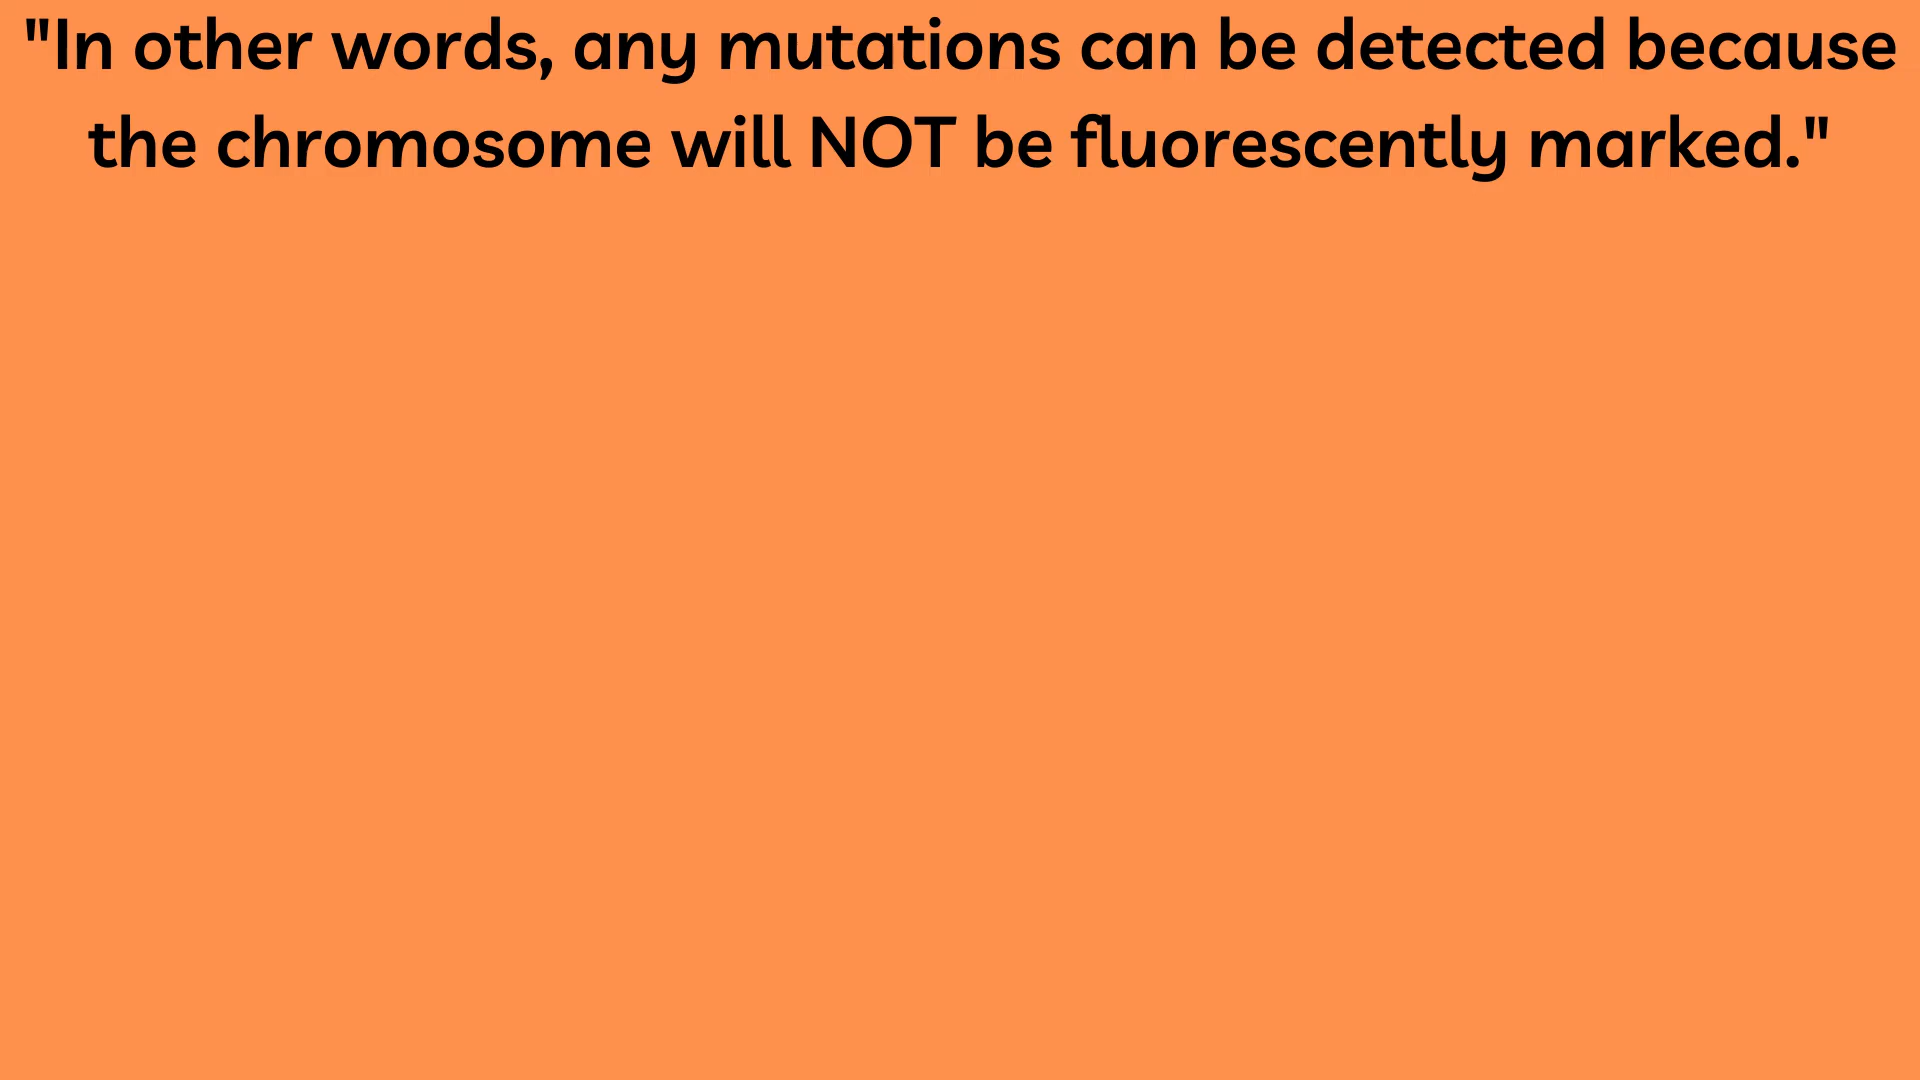 "In other words, any mutations can be detected because
the chromosome will NOT be fluorescently marked."